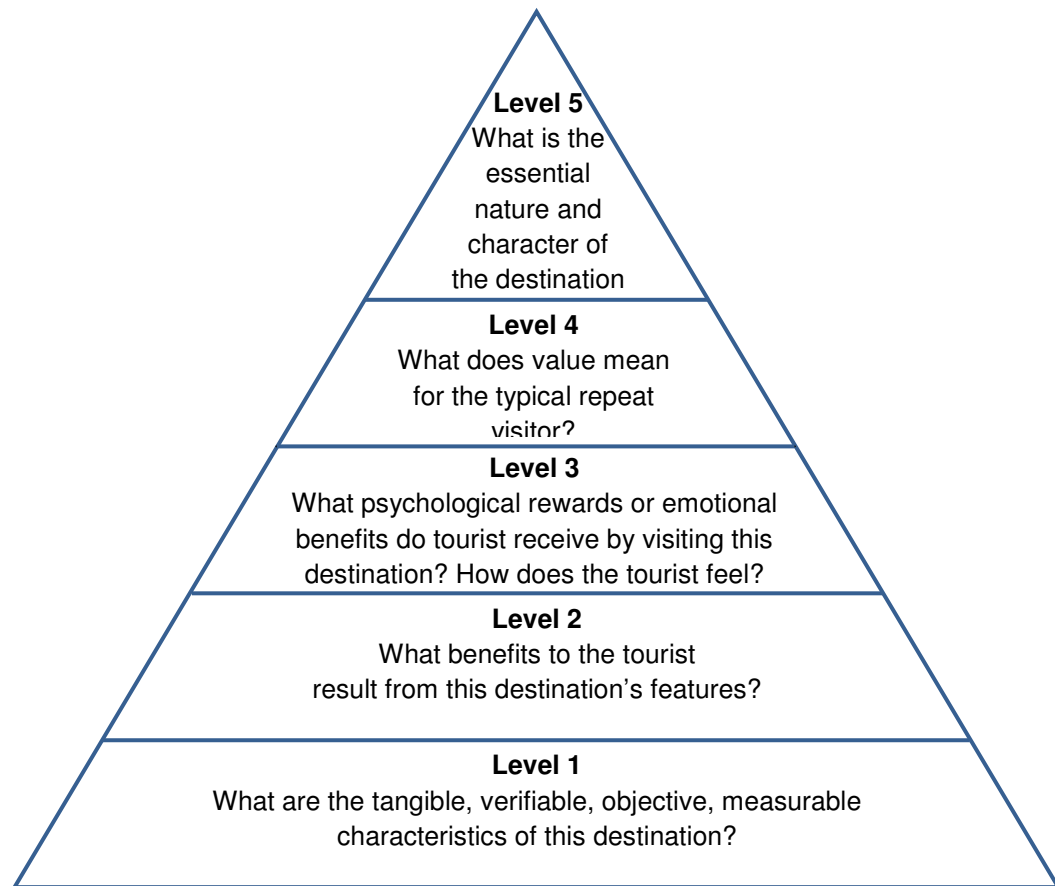 Level 5
What is the
essential
nature and
character of
the destination
Level 4
What does value mean
for the typical repeat
visitor?
Level 3
What psychological rewards or emotional
benefits do tourist receive by visiting this
destination? How does the tourist feel?
Level 2
What benefits to the tourist
result from this destination’s features?
Level 1
What are the tangible, verifiable, objective, measurable
characteristics of this destination?